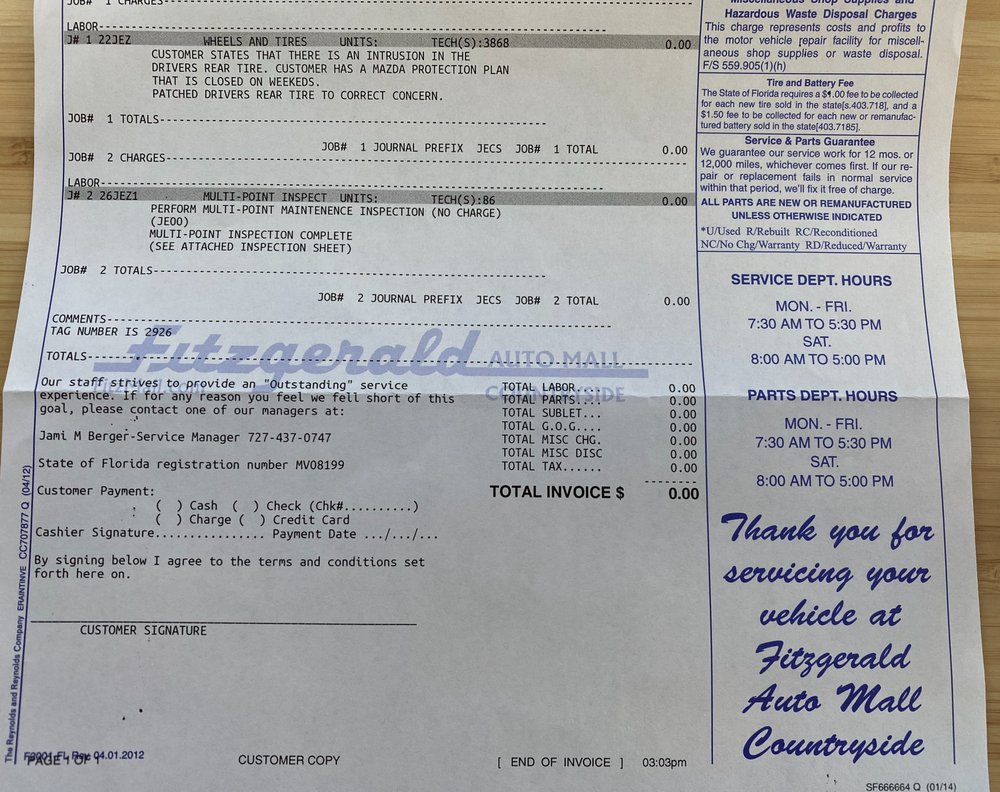 JOB# 1 CHARGES
LABOR
J# 1 22JEZ WHEELS AND TIRES UNITS: TECH(S):3868 0.00
CUSTOMER STATES THAT THERE IS AN INTRUSION IN THE
DRIVERS REAR TIRE. CUSTOMER HAS A MAZDA PROTECTION PLAN
THAT IS CLOSED ON WEEKEDS.
PATCHED DRIVERS REAR TIRE TO CORRECT CONCERN.
JOB# 1 TOTALS
JOB# 1 JOURNAL PREFIX JECS JOB# 1 TOTAL 0.00
JOB# 2 CHARGES
LABOR
J# 2 26JEZ1 MULTI-POINT INSPECT UNITS: TECH(S):86 0.00
PERFORM MULTI-POINT MAINTENENCE INSPECTION (NO CHARGE)
(JE00)
MULTI-POINT INSPECTION COMPLETE
(SEE ATTACHED INSPECTION SHEET)
JOB# 2 TOTALS
JOB# 2 JOURNAL PREFIX JECS JOB# 2 TOTAL 0.00
COMMENTS
TAG NUMBER IS 2926
Fitzgerald AUTO MALL
TOTALS
COUNTRYSIDE
Our staff strives to provide an "Outstanding" service
experience. If for any reason you feel we fell short of this
goal, please contact one of our managers at:
Jami M Berger-Service Manager 727-437-0747
State of Florida registration number MV08199
TOTAL LABOR.. 0.00
TOTAL PARTS... 0.00
TOTAL SUBLET... 0.00
TOTAL G.O.G.... 0.00
TOTAL MISC CHG. 0.00
TOTAL MISC DISC 0.00
TOTAL TAX...... 0.00
TOTAL INVOICE $ 0.00
Customer Payment:
( ) Cash ( ) Check (Chk#..........)
( ) Charge ( ) Credit Card
Cashier Signature............... Payment Date .../.../...
By signing below I agree to the terms and conditions set
forth here on.
CUSTOMER SIGNATURE
The Reynolds and Reynolds Company ERAINTINVE CC707877 Q (04/12)
Rev 04.01.2012
PAGE 1 OF 1
CUSTOMER COPY
[ END OF INVOICE ] 03:03pm
Miscellaneous Shop Supplies and
Hazardous Waste Disposal Charges
This charge represents costs and profits to
the motor vehicle repair facility for miscell-
aneous shop supplies or waste disposal.
F/S 559.905(1)(h)
Tire and Battery Fee
The State of Florida requires a $1.00 fee to be collected
for each new tire sold in the state[s.403.718], and a
$1.50 fee to be collected for each new or remanufac-
tured battery sold in the state[403.7185].
Service & Parts Guarantee
We guarantee our service work for 12 mos. or
12,000 miles, whichever comes first. If our re-
pair or replacement fails in normal service
within that period, we'll fix it free of charge.
ALL PARTS ARE NEW OR REMANUFACTURED
UNLESS OTHERWISE INDICATED
*U/Used R/Rebuilt RC/Reconditioned
NC/No Chg/Warranty RD/Reduced/Warranty
SERVICE DEPT. HOURS
MON. - FRI.
7:30 AM TO 5:30 PM
SAT.
8:00 AM TO 5:00 PM
PARTS DEPT. HOURS
MON. - FRI.
7:30 AM TO 5:30 PM
SAT.
8:00 AM TO 5:00 PM
Thank you for
servicing your
vehicle at
Fitzgerald
Auto Mall
Countryside
SF666664 Q (01/14)